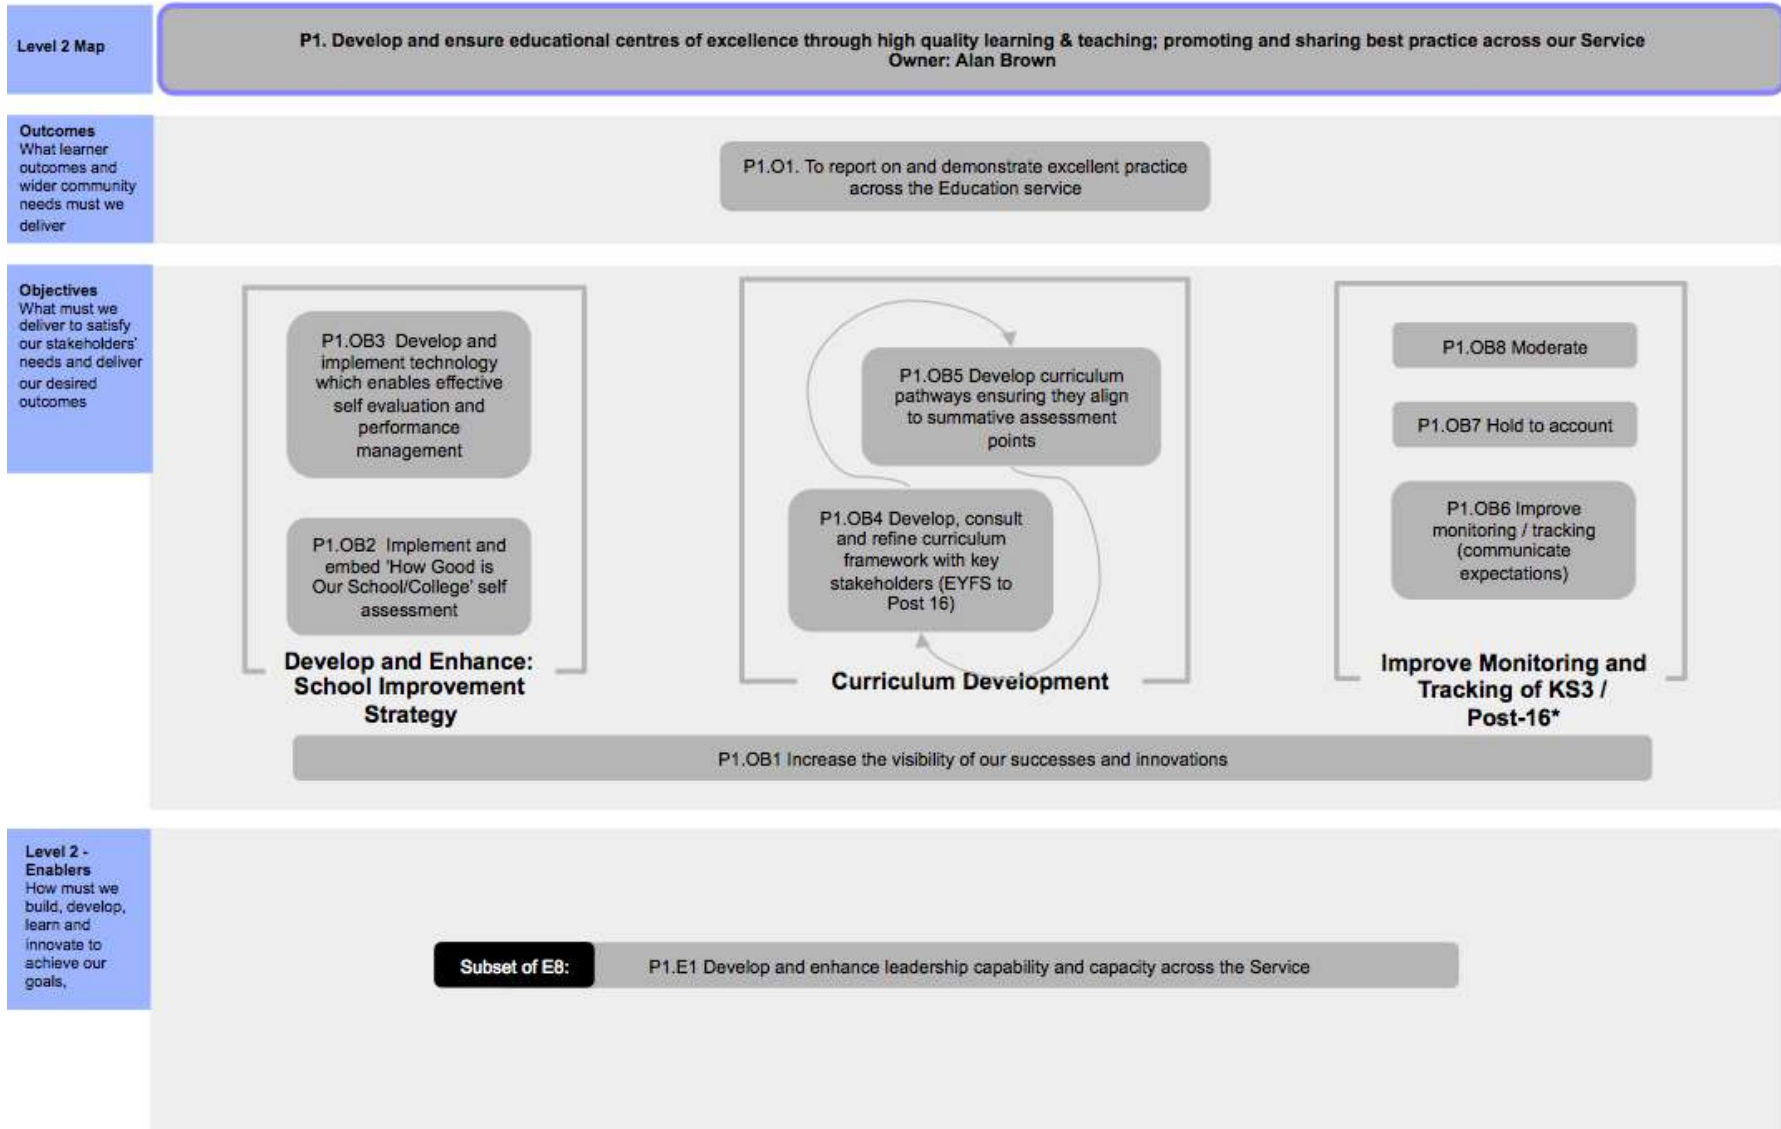 Level 2 Map
P1. Develop and ensure educational centres of excellence through high quality learning & teaching; promoting and sharing best practice across our Service
Owner: Alan Brown
Outcomes
What learner
outcomes and
wider community
needs must we
deliver
P1.O1. To report on and demonstrate excellent practice
across the Education service
Objectives
What must we
deliver to satisfy
our stakeholders'
needs and deliver
our desired
outcomes
P1.OB3 Develop and
implement technology
which enables effective
self evaluation and
performance
management
P1.OB2 Implement and
embed 'How Good is
Our School/College' self
assessment
Develop and Enhance:
School Improvement
Strategy
P1.OB5 Develop curriculum
pathways ensuring they align
to summative assessment
points
P1.OB4 Develop, consult
and refine curriculum
framework with key
stakeholders (EYFS to
Post 16)
Curriculum Development
P1.OB8 Moderate
P1.OB7 Hold to account
P1.OB6 Improve
monitoring / tracking
(communicate
expectations)
Improve Monitoring and
Tracking of KS3 /
Post-16*
P1.OB1 Increase the visibility of our successes and innovations
Level 2 -
Enablers
How must we
build, develop,
learn and
innovate to
achieve our
goals,
Subset of E8:
P1.E1 Develop and enhance leadership capability and capacity across the Service